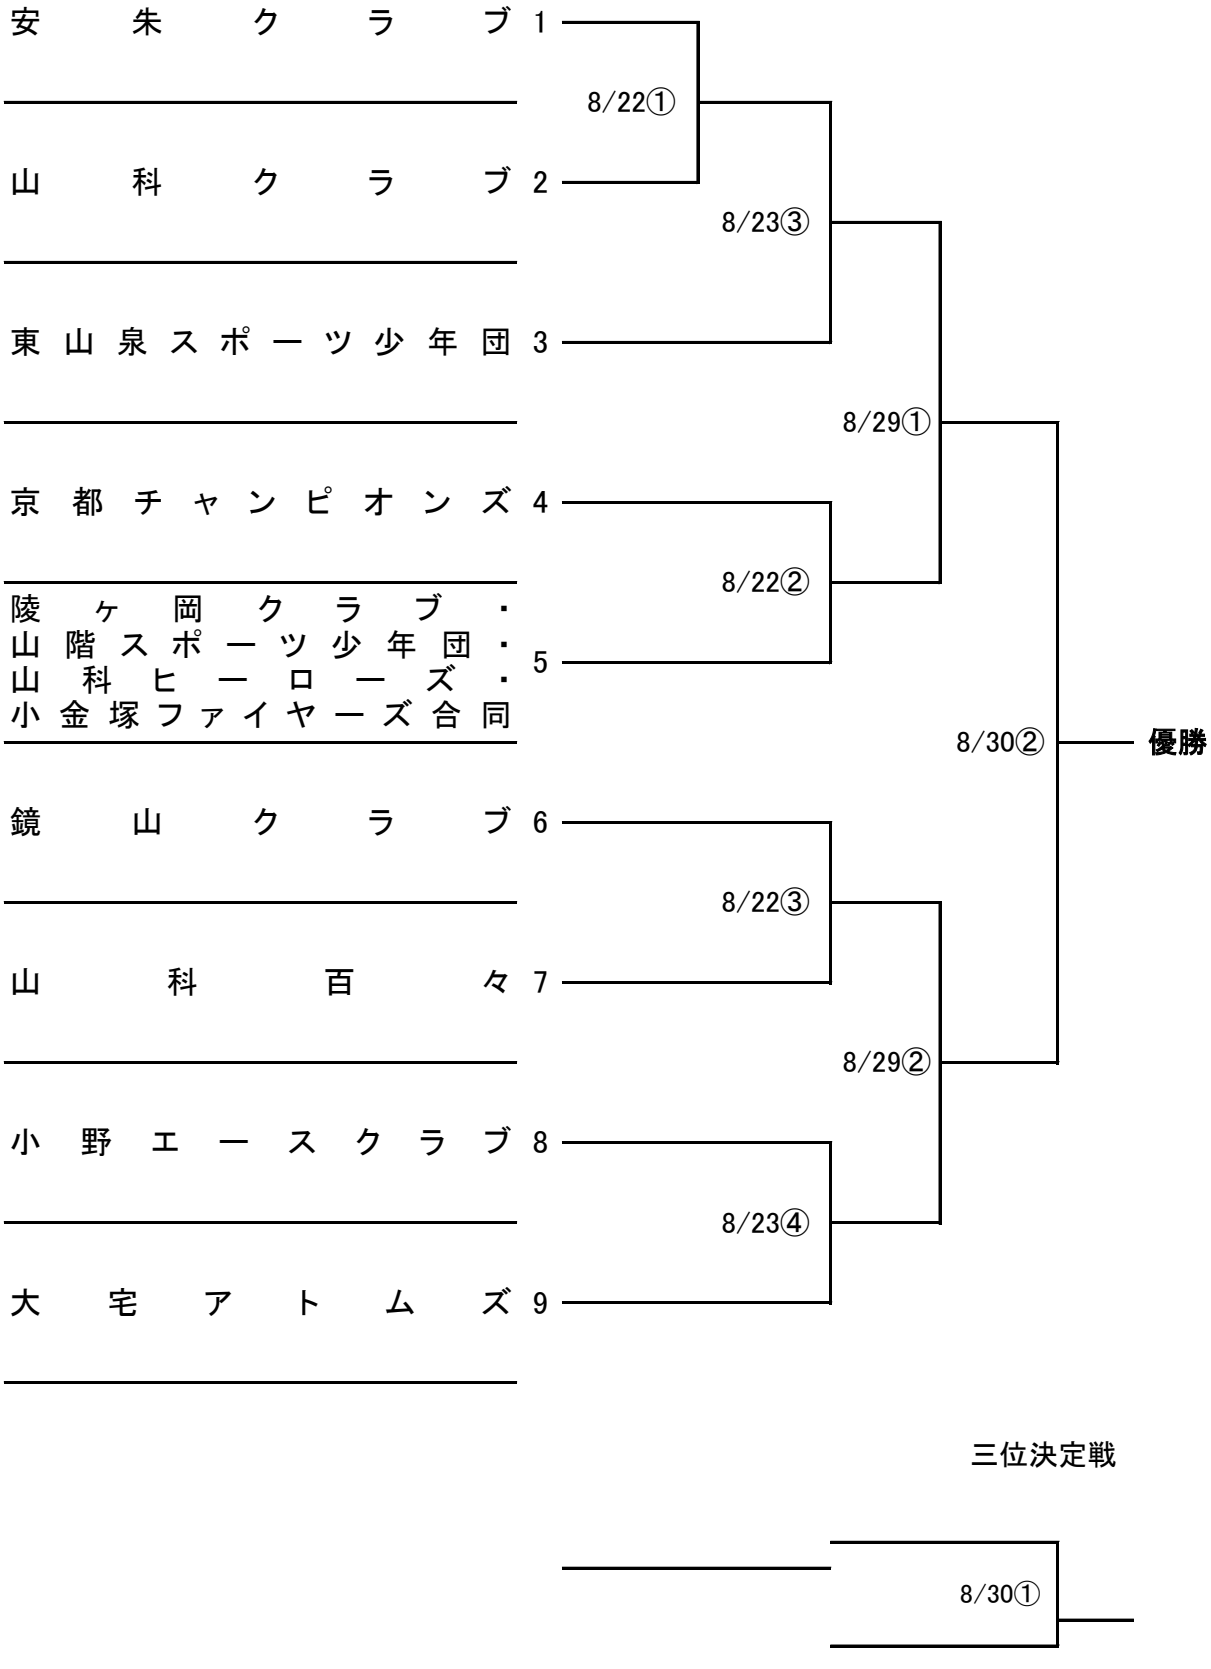 安朱クラブ 1
8/22①
山科クラブ 2
8/23③
東山泉スポーツ少年団 3
8/29①
京都チャンピオンズ 4
8/22②
陵ヶ岡クラブ・
山階スポーツ少年団・
5
山科ヒーローズ・
小金塚ファイヤーズ合同
8/30② 優勝
鏡山クラブ 6
8/22③
山科百々 7
8/29②
小野エースクラブ 8
8/23④
大宅アトムズ 9
三位決定戦
8/30①